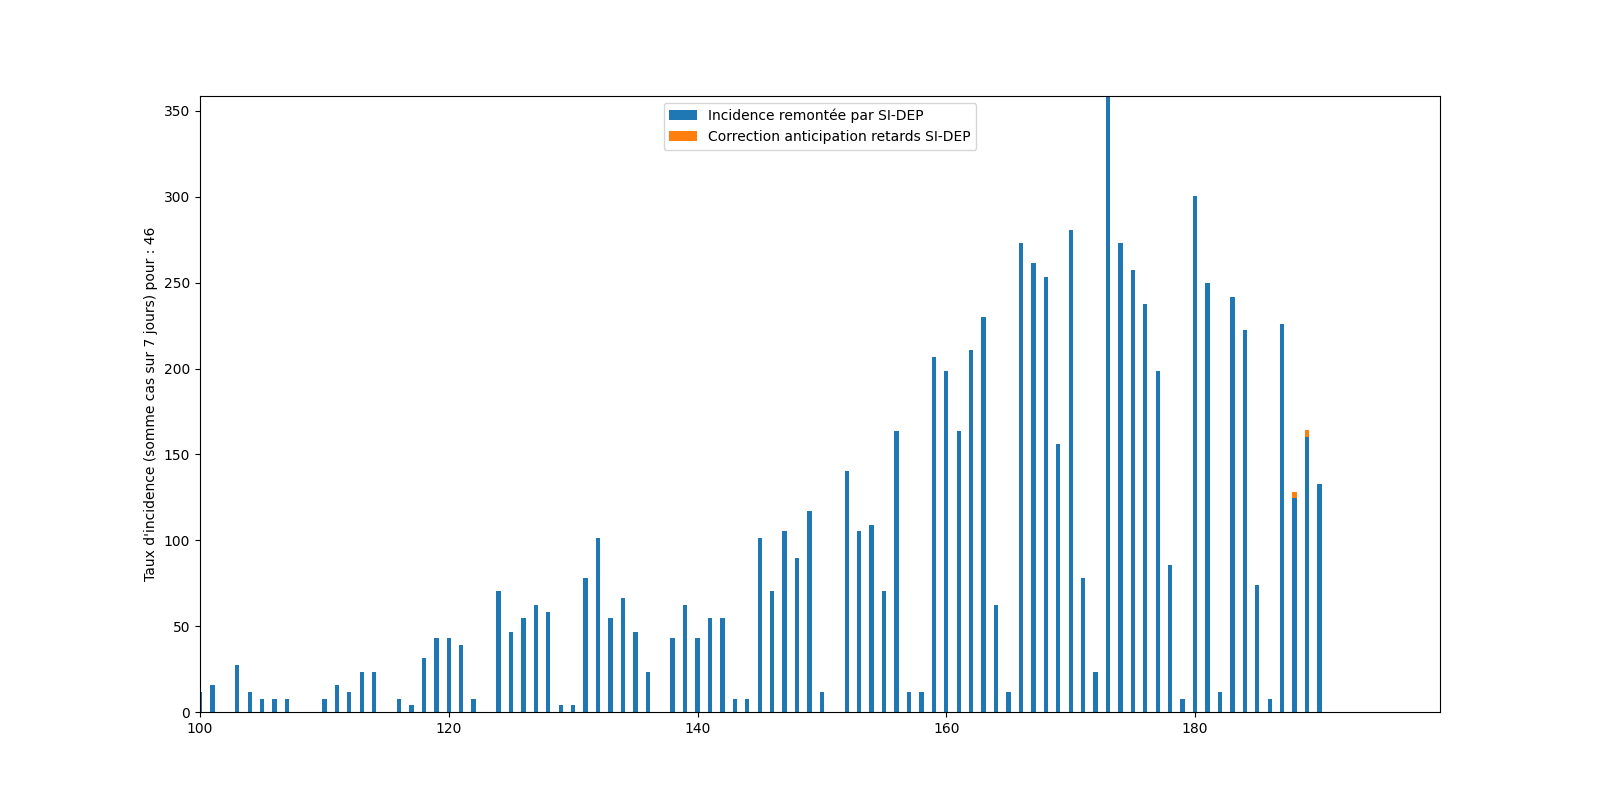 Incidence remontée par SI-DEP
Correction anticipation retards SI-DEP
Taux d'incidence (somme cas sur 7 jours) pour : 46
350
300
250
200
150
100
50
0
100 120 140 160 180